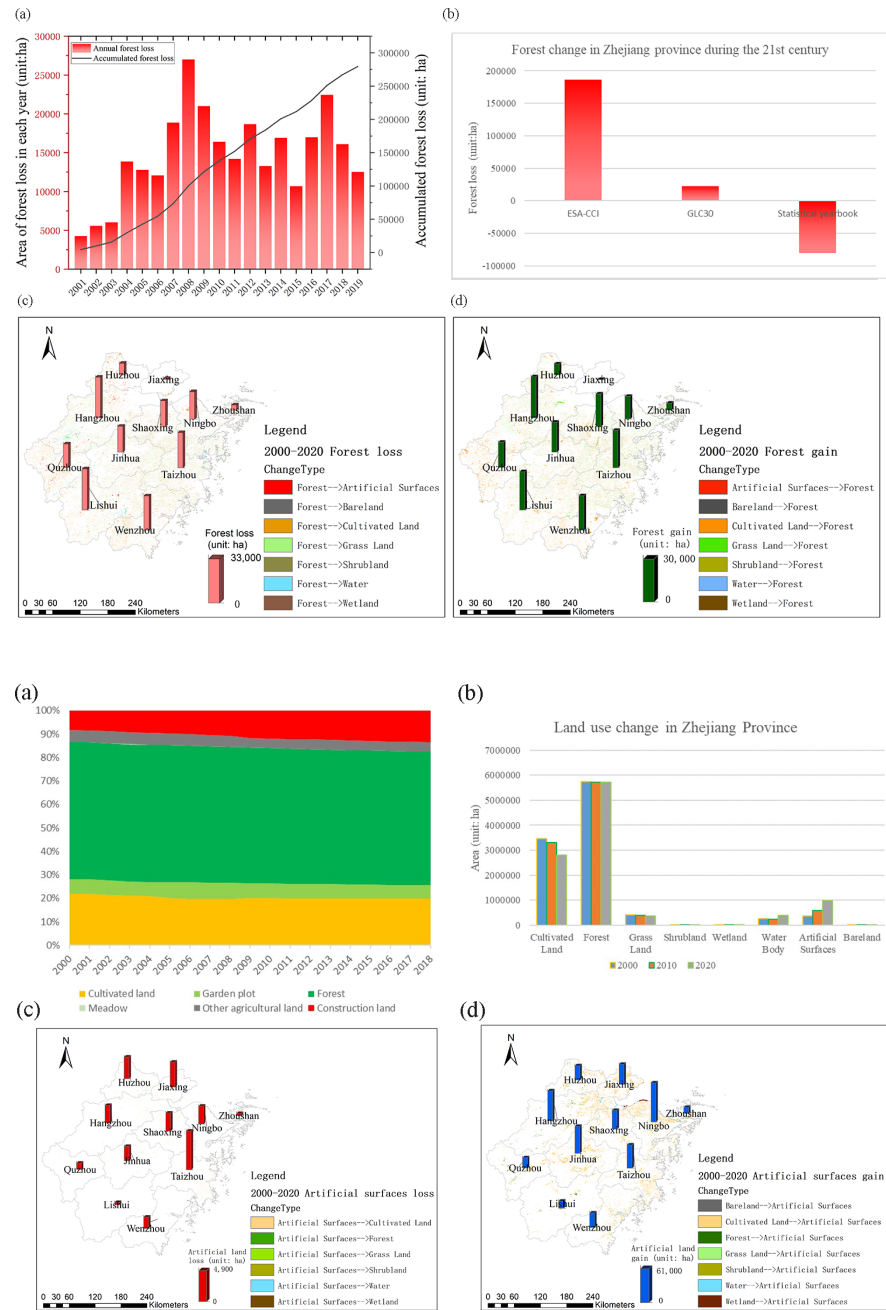 (a)
(b)
30000
25000
20000
15000
10000
5000
0
Area of forest loss in each year (unit:ha)
Annual forest loss
Accumulated forest loss
300000
250000
200000
150000
100000
50000
0
Accumulated forest loss (unit: ha)
2001 2002 2003 2004 2005 2006 2007 2008 2009 2010 2011 2012 2013 2014 2015 2016 2017 2018 2019
Forest change in Zhejiang province during the 21st century
200000
150000
100000
50000
0
-50000
-100000
Forest loss (unit:ha)
ESA-CCI
GLC30
Statistical yearbook
(c)
N
Huzhou
Jiaxing
Hangzhou
Shaoxing
Ningbo
Zhoushan
Quzhou
Jinhua
Taizhou
Lishui
Wenzhou
Legend
2000-2020 Forest loss
ChangeType
Forest-->Artificial Surfaces
Forest-->Bareland
Forest-->Cultivated Land
Forest-->Grass Land
Forest-->Shrubland
Forest-->Water
Forest-->Wetland
Forest loss
(unit: ha)
33,000
0
0 30 60 120 180 240
Kilometers
(d)
N
Huzhou
Jiaxing
Hangzhou
Shaoxing
Ningbo
Zhoushan
Quzhou
Jinhua
Taizhou
Lishui
Wenzhou
Legend
2000-2020 Forest gain
ChangeType
Artificial Surfaces-->Forest
Bareland-->Forest
Cultivated Land-->Forest
Grass Land-->Forest
Shrubland-->Forest
Water-->Forest
Wetland-->Forest
Forest gain
(unit: ha)
30,000
0
0 30 60 120 180 240
Kilometers
(a)
100%
90%
80%
70%
60%
50%
40%
30%
20%
10%
0%
2000 2001 2002 2003 2004 2005 2006 2007 2008 2009 2010 2011 2012 2013 2014 2015 2016 2017 2018
Cultivated land
Garden plot
Forest
Meadow
Other agricultural land
Construction land
(b)
Land use change in Zhejiang Province
7000000
6000000
5000000
4000000
3000000
2000000
1000000
0
Area (unit: ha)
Cultivated Land
Forest
Grass Land
Shrubland
Wetland
Water Body
Artificial Surfaces
Bareland
2000 2010 2020
(c)
N
Huzhou
Jiaxing
Hangzhou
Shaoxing
Ningbo
Zhoushan
Quzhou
Jinhua
Taizhou
Lishui
Wenzhou
Legend
2000-2020 Artificial surfaces loss
ChangeType
Artificial Surfaces-->Cultivated Land
Artificial Surfaces-->Forest
Artificial Surfaces-->Grass Land
Artificial Surfaces-->Shrubland
Artificial Surfaces-->Water
Artificial Surfaces-->Wetland
Artificial land
loss (unit: ha)
4,900
0
0 30 60 120 180 240
Kilometers
(d)
N
Huzhou
Jiaxing
Hangzhou
Shaoxing
Ningbo
Zhoushan
Quzhou
Jinhua
Taizhou
Lishui
Wenzhou
Legend
2000-2020 Artificial surfaces gain
ChangeType
Bareland-->Artificial Surfaces
Cultivated Land-->Artificial Surfaces
Forest-->Artificial Surfaces
Grass Land-->Artificial Surfaces
Shrubland-->Artificial Surfaces
Water-->Artificial Surfaces
Wetland-->Artificial Surfaces
Artificial land
gain (unit: ha)
61,000
0
0 30 60 120 180 240
Kilometers